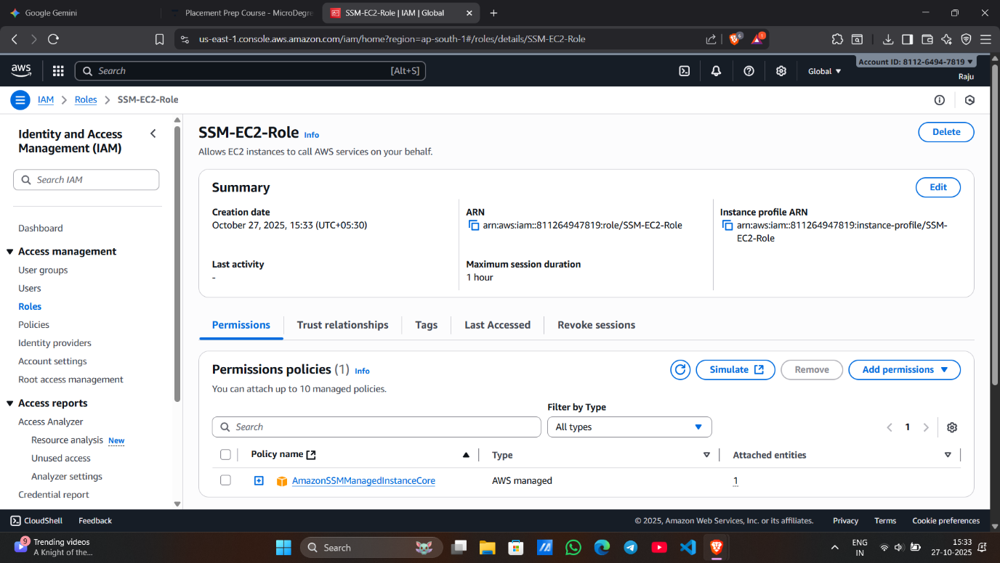 Google Gemini
Placement Prep Course - MicroDegre
SSM-EC2-Role | IAM | Global
us-east-1.console.aws.amazon.com/iam/home?region=ap-south-1#/roles/details/SSM-EC2-Role
6
1
aws
Search [Alt+S]
Global
Account ID: 8112-6494-7819
Raju
IAM Roles SSM-EC2-Role
Identity and Access
Management (IAM)
Search IAM
Dashboard
Access management
User groups
Users
Roles
Policies
Identity providers
Account settings
Root access management
Access reports
Access Analyzer
Resource analysis New
Unused access
Analyzer settings
Credential report
SSM-EC2-Role Info
Delete
Allows EC2 instances to call AWS services on your behalf.
Summary
Edit
Creation date
October 27, 2025, 15:33 (UTC+05:30)
ARN
arn:aws:iam::811264947819:role/SSM-EC2-Role
Instance profile ARN
arn:aws:iam::811264947819:instance-profile/SSM-
EC2-Role
Last activity
-
Maximum session duration
1 hour
Permissions Trust relationships Tags Last Accessed Revoke sessions
Permissions policies (1) Info
Simulate Remove Add permissions
You can attach up to 10 managed policies.
Filter by Type
Search
All types
1
Policy name Type Attached entities
AmazonSSMManagedInstanceCore AWS managed 1
CloudShell Feedback
© 2025, Amazon Web Services, Inc. or its affiliates. Privacy Terms Cookie preferences
9
Trending videos
A Knight of the...
Search
ENG
IN
15:33
27-10-2025